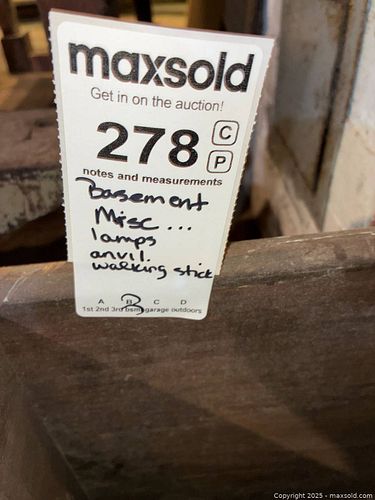 maxsold
Get in on the auction!
278 C
P
notes and measurements
Basement
Misc...
lamps
anvil.
walking stick
A B C D
1st 2nd 3rd bsmt garage outdoors
Copyright 2025 - maxsold.com